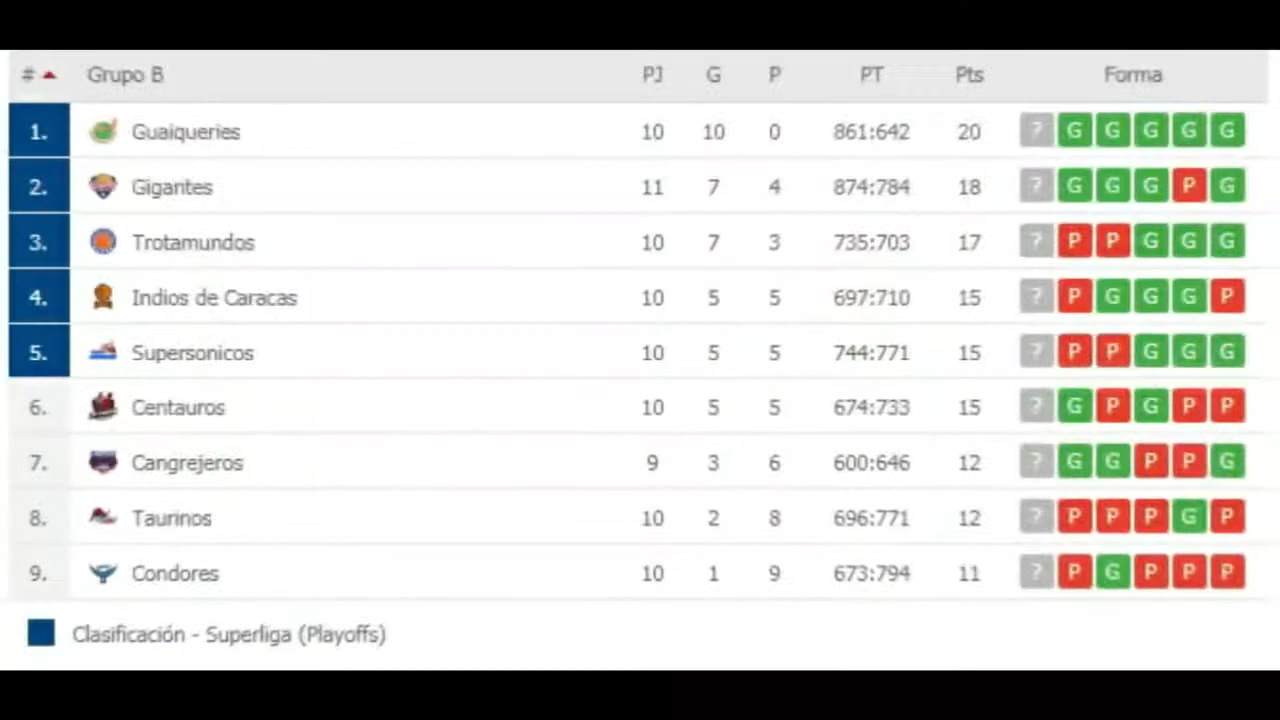 # Grupo B PJ G P PT Pts Forma
1. Guaiqueries 10 10 0 861:642 20 ? G G G G G
2. Gigantes 11 7 4 874:784 18 ? G G G P G
3. Trotamundos 10 7 3 735:703 17 ? P P G G G
4. Indios de Caracas 10 5 5 697:710 15 ? P G G G P
5. Supersonicos 10 5 5 744:771 15 ? P P G G G
6. Centauros 10 5 5 674:733 15 ? G P G P P
7. Cangrejeros 9 3 6 600:646 12 ? G G P P G
8. Taurinos 10 2 8 696:771 12 ? P P P G P
9. Condores 10 1 9 673:794 11 ? P G P P P
Clasificación - Superliga (Playoffs)